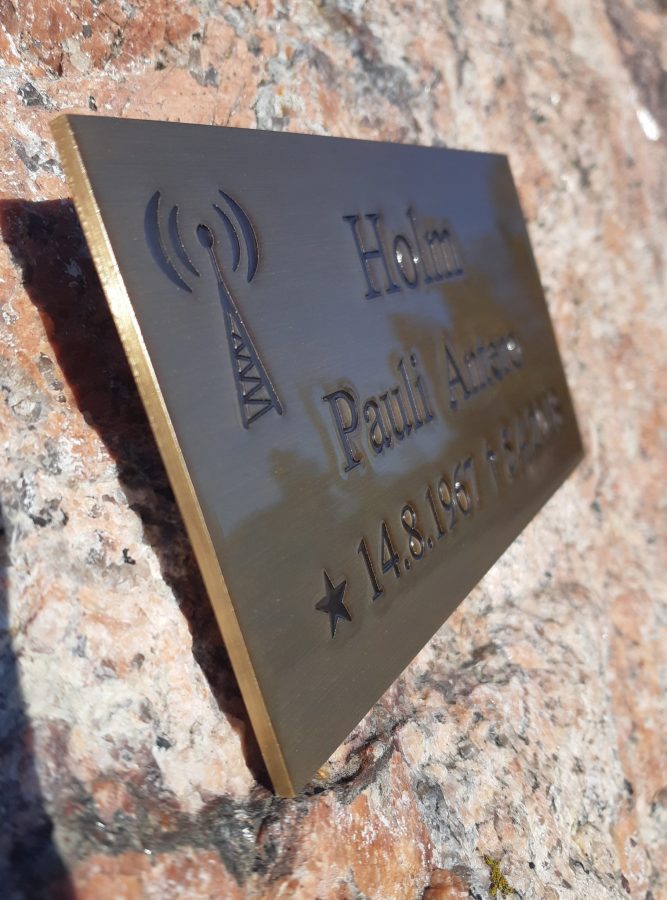 Holm
Pauli Antero
★ 14.8.1967 †